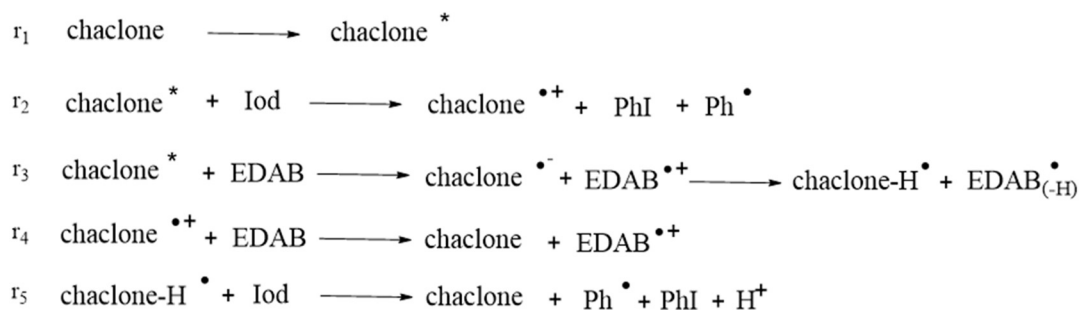 r₁ chaclone ⟶ chaclone *
r₂ chaclone * + Iod ⟶ chaclone •+ + PhI + Ph •
r₃ chaclone * + EDAB ⟶ chaclone •- + EDAB •+ ⟶ chaclone-H • + EDAB(-H) •
r₄ chaclone •+ + EDAB ⟶ chaclone + EDAB •+
r₅ chaclone-H • + Iod ⟶ chaclone + Ph • + PhI + H+